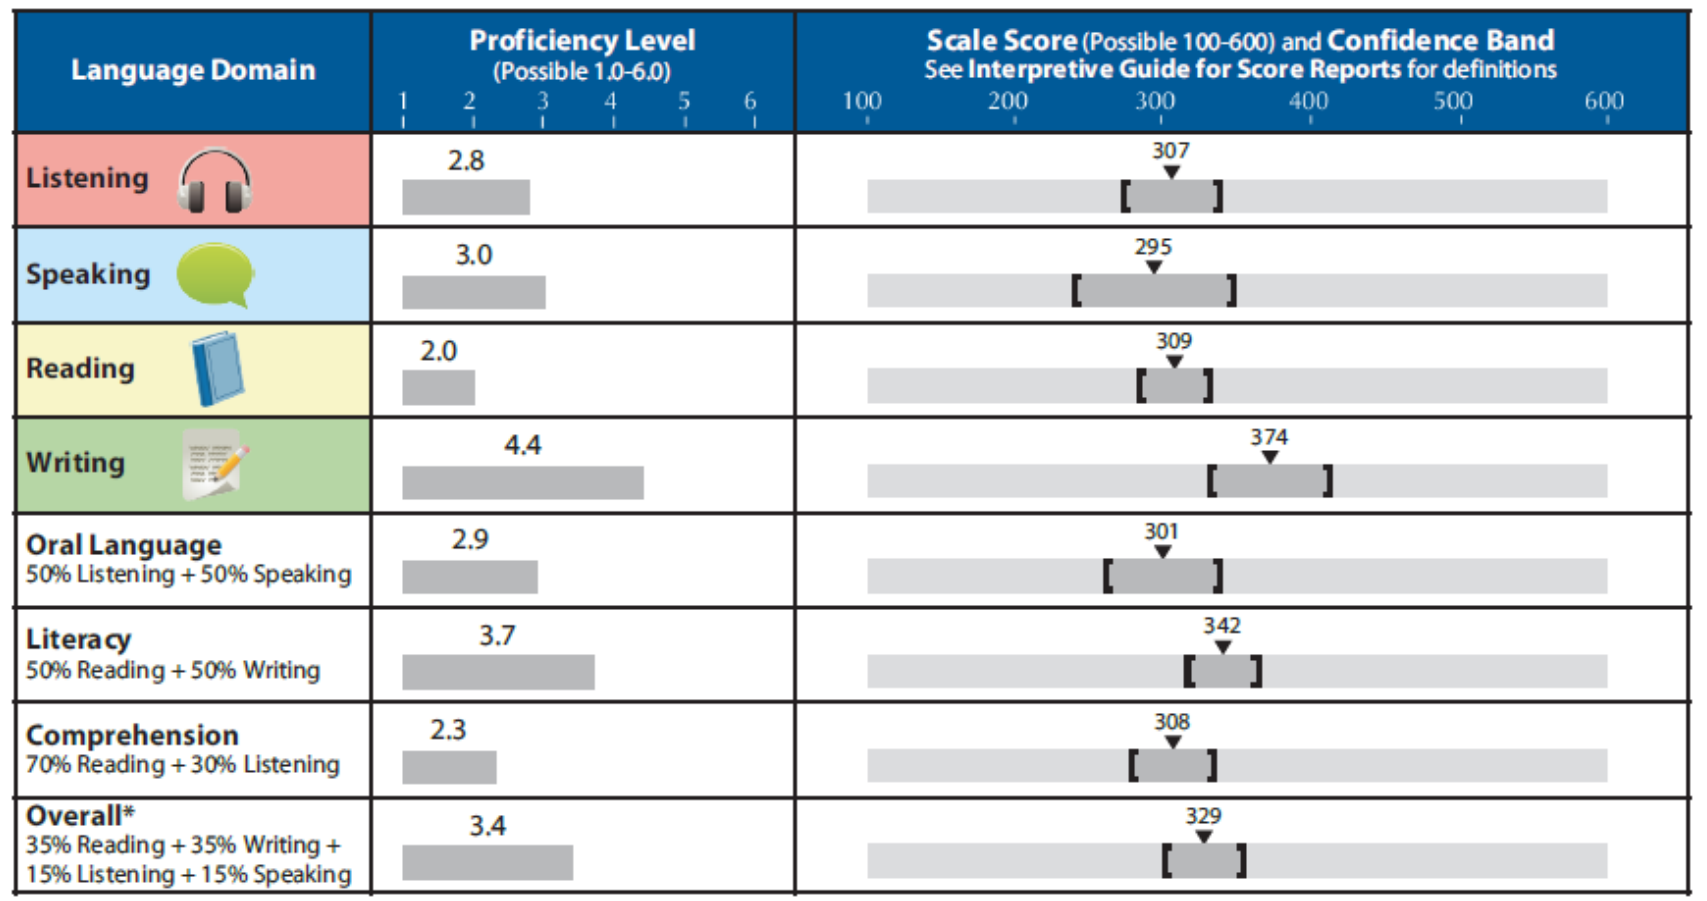 Language Domain
Proficiency Level
(Possible 1.0-6.0)
1 2 3 4 5 6
Scale Score (Possible 100-600) and Confidence Band
See Interpretive Guide for Score Reports for definitions
100 200 300 400 500 600
Listening
2.8
307
Speaking
3.0
295
Reading
2.0
309
Writing
4.4
374
Oral Language
50% Listening + 50% Speaking
2.9
301
Literacy
50% Reading + 50% Writing
3.7
342
Comprehension
70% Reading + 30% Listening
2.3
308
Overall*
35% Reading + 35% Writing +
15% Listening + 15% Speaking
3.4
329